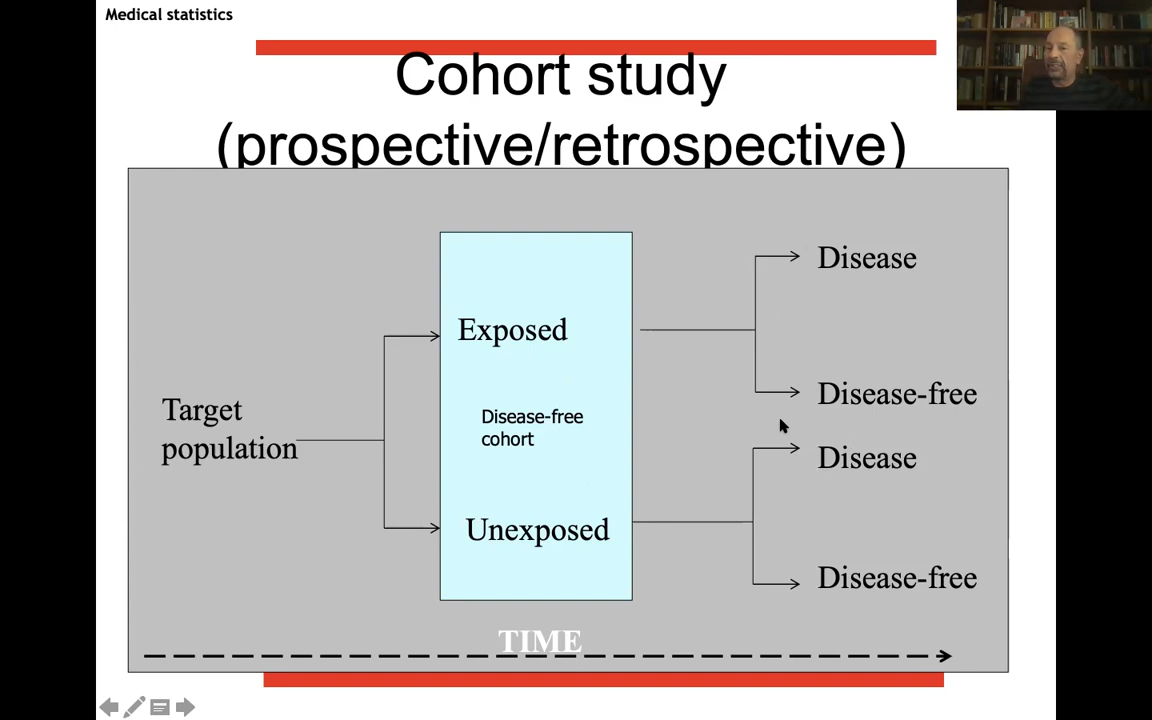 Medical statistics
Cohort study
(prospective/retrospective)
Disease
Exposed
Disease-free
Target
population
Disease-free
cohort
Disease
Unexposed
Disease-free
TIME